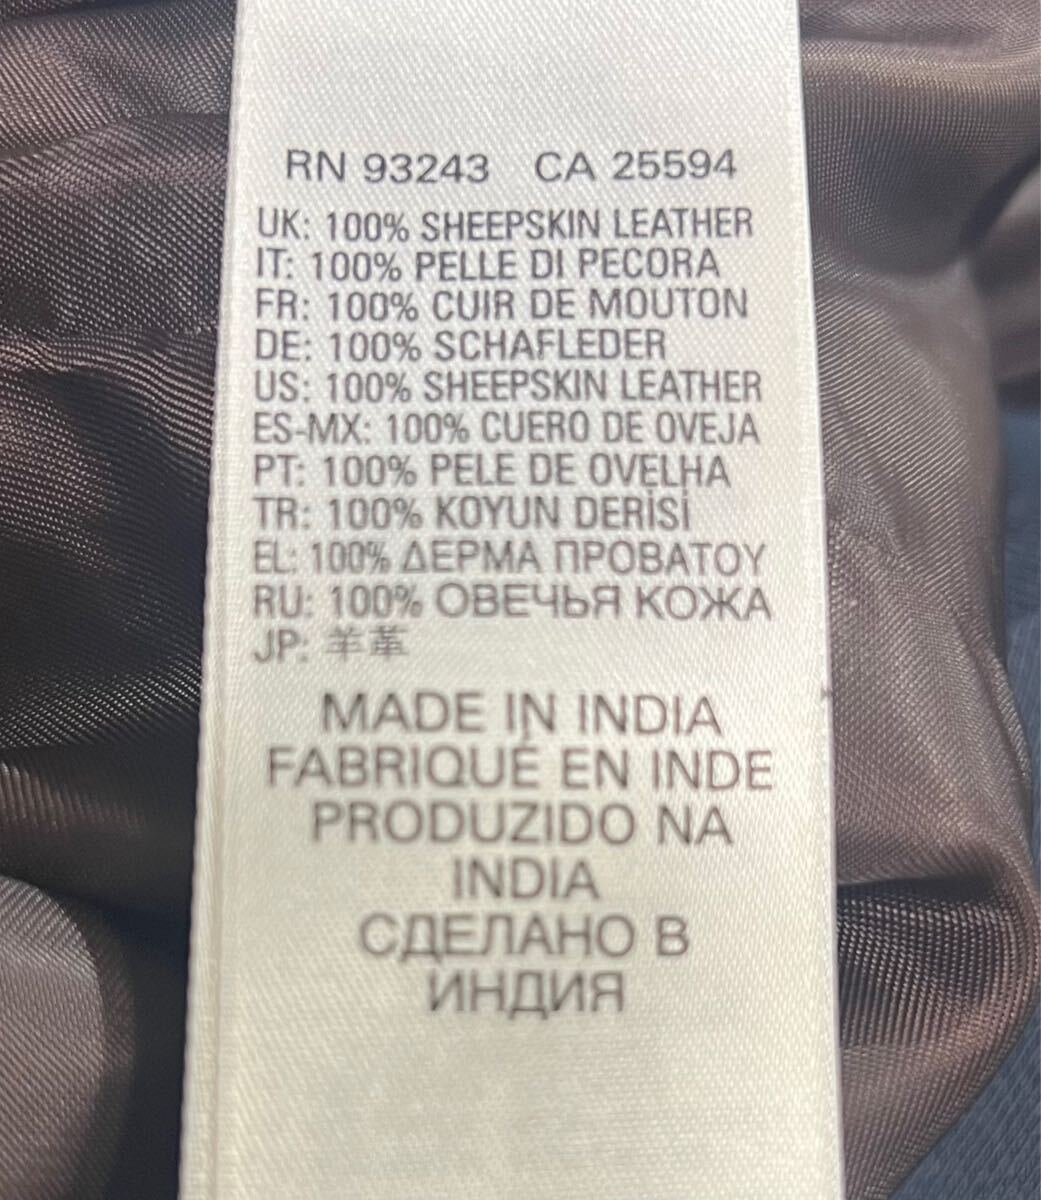 RN 93243 CA 25594
UK: 100% SHEEPSKIN LEATHER
IT: 100% PELLE DI PECORA
FR: 100% CUIR DE MOUTON
DE: 100% SCHAFLEDER
US: 100% SHEEPSKIN LEATHER
ES-MX: 100% CUERO DE OVEJA
PT: 100% PELE DE OVELHA
TR: 100% KOYUN DERİSİ
EL: 100% ΔΕΡΜΑ ΠΡΟΒΑΤΟΥ
RU: 100% ОВЕЧЬЯ КОЖА
JP: 羊革
MADE IN INDIA
FABRIQUÉ EN INDE
PRODUZIDO NA
INDIA
СДЕЛАНО В
ИНДИЯ